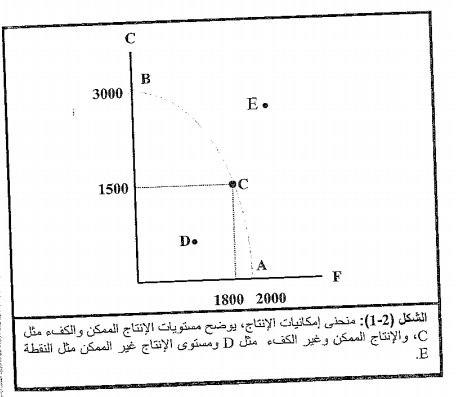 C
B
3000
E
1500
C
D
A
F
1800 2000
الشكل (2-1): منحنى إمكانيات الإنتاج، يوضح مستويات الإنتاج الممكن والكفء مثل
C، والإنتاج الممكن وغير الكفء مثل D ومستوى الإنتاج غير الممكن مثل النقطة
E.